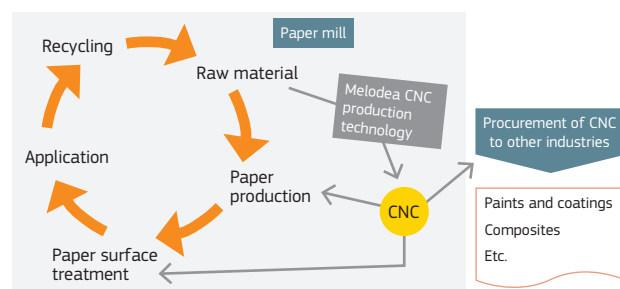 Paper mill
Recycling
Raw material
Melodea CNC
production
technology
Procurement of CNC
to other industries
Application
Paper
production
CNC
Paints and coatings
Composites
Etc.
Paper surface
treatment